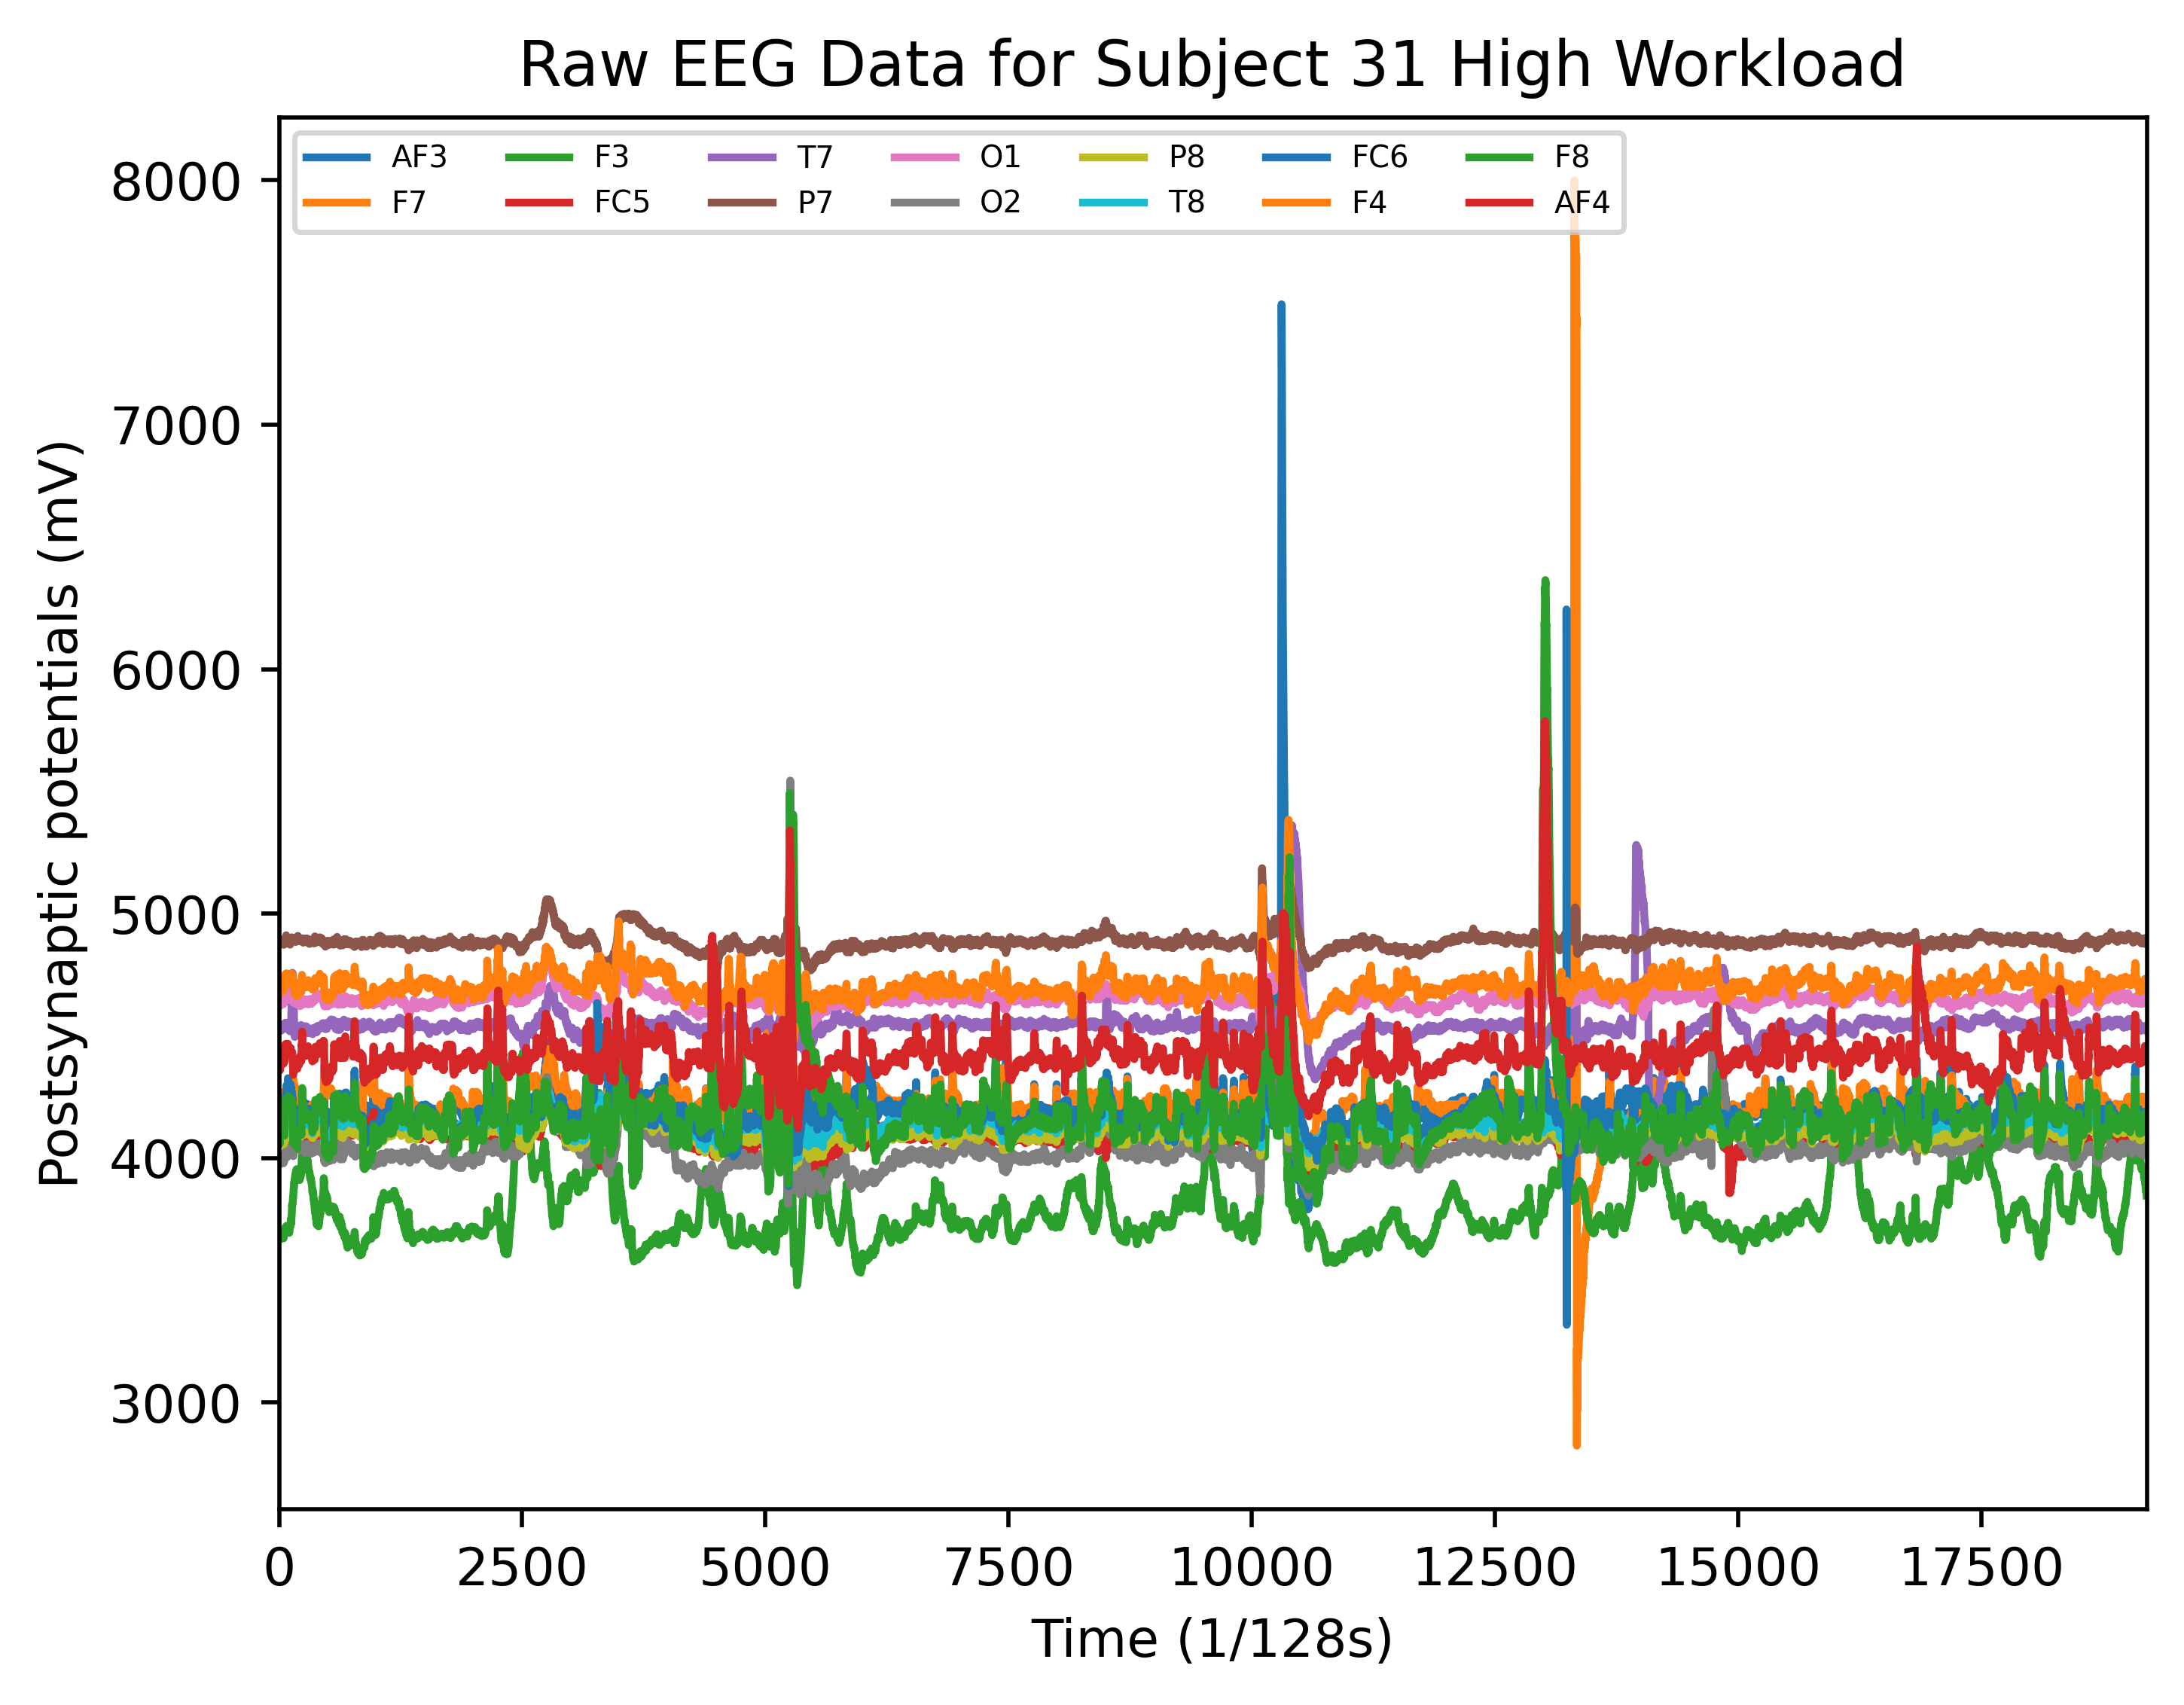 Raw EEG Data for Subject 31 High Workload
AF3 F3 T7 O1 P8 FC6 F8
F7 FC5 P7 O2 T8 F4 AF4
8000
7000
6000
5000
4000
3000
Postsynaptic potentials (mV)
0 2500 5000 7500 10000 12500 15000 17500
Time (1/128s)